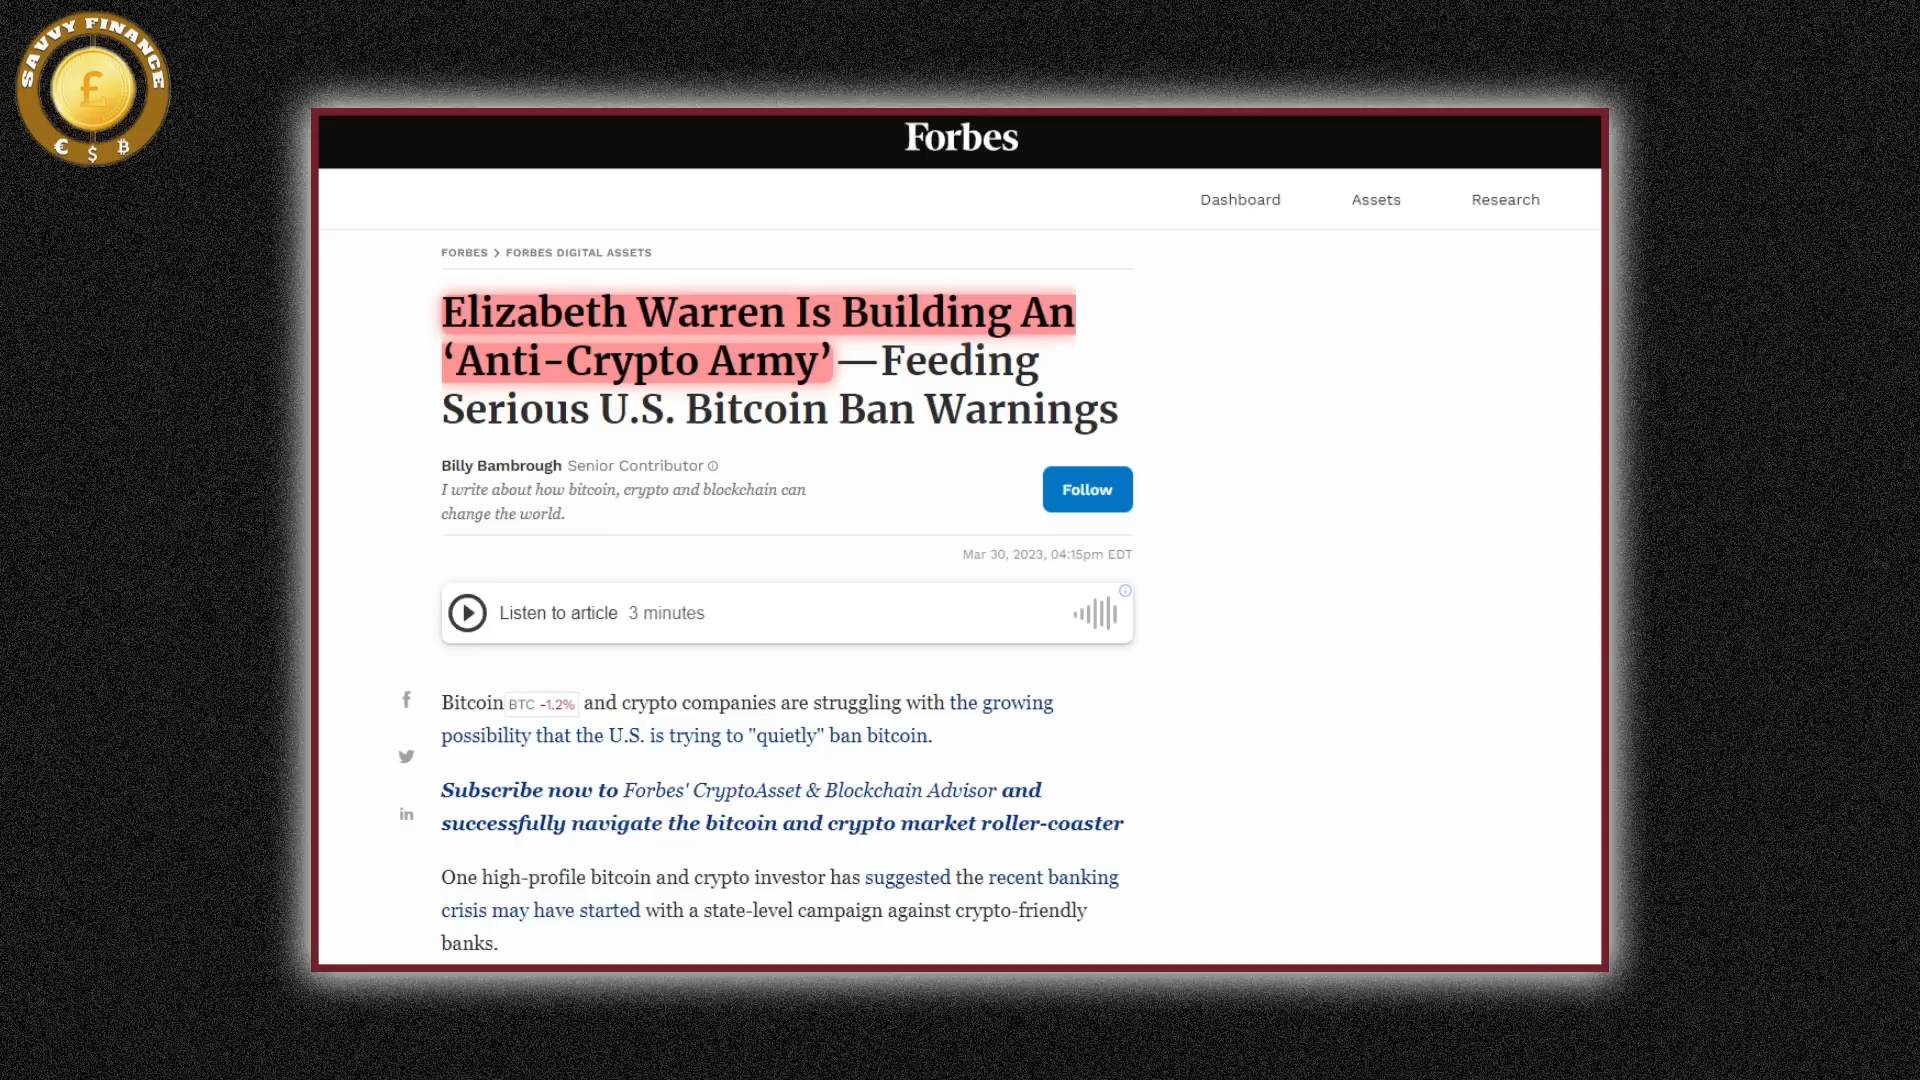 SAVVY FINANCE
£
€ $ ₿
Forbes
Dashboard Assets Research
FORBES > FORBES DIGITAL ASSETS
Elizabeth Warren Is Building An
‘Anti-Crypto Army’—Feeding
Serious U.S. Bitcoin Ban Warnings
Billy Bambrough Senior Contributor
I write about how bitcoin, crypto and blockchain can
change the world.
Follow
Mar 30, 2023, 04:15pm EDT
Listen to article 3 minutes
Bitcoin BTC -1.2% and crypto companies are struggling with the growing
possibility that the U.S. is trying to "quietly" ban bitcoin.
Subscribe now to Forbes' CryptoAsset & Blockchain Advisor and
successfully navigate the bitcoin and crypto market roller-coaster
One high-profile bitcoin and crypto investor has suggested the recent banking
crisis may have started with a state-level campaign against crypto-friendly
banks.